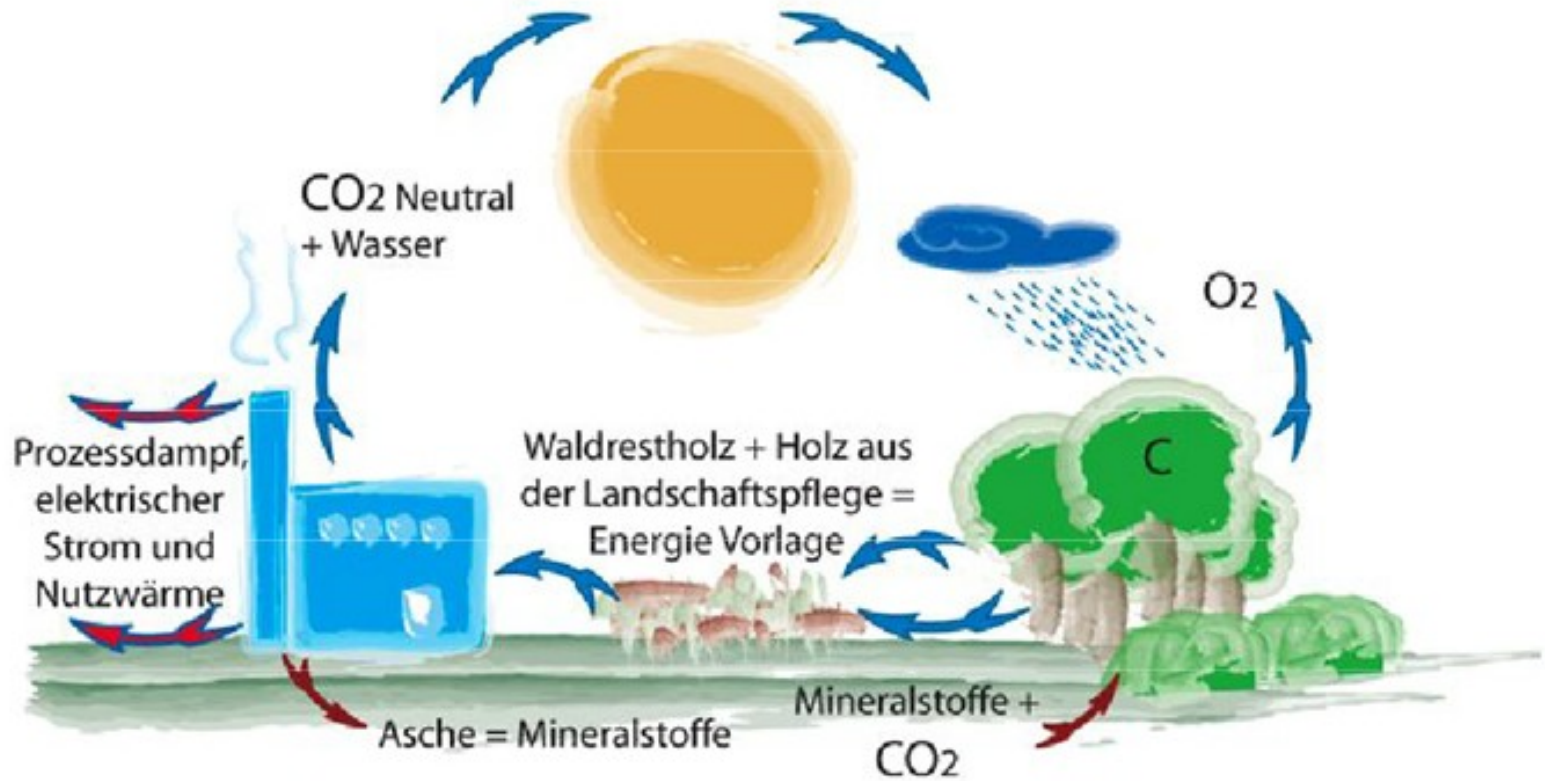 CO2 Neutral
+ Wasser
O2
C
Prozessdampf,
elektrischer
Strom und
Nutzwärme
Waldrestholz + Holz aus
der Landschaftspflege =
Energie Vorlage
Asche = Mineralstoffe
Mineralstoffe +
CO2